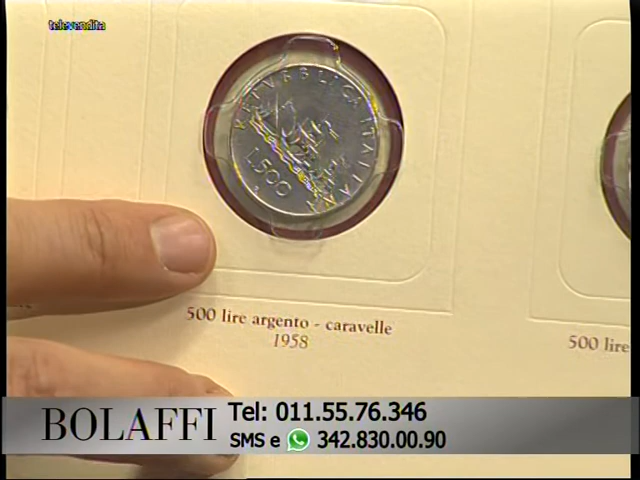 televendita
REPVBBLICA ITALIANA
L.500
500 lire argento - caravelle
1958
500 lire
BOLAFFI
Tel: 011.55.76.346
SMS e 342.830.00.90